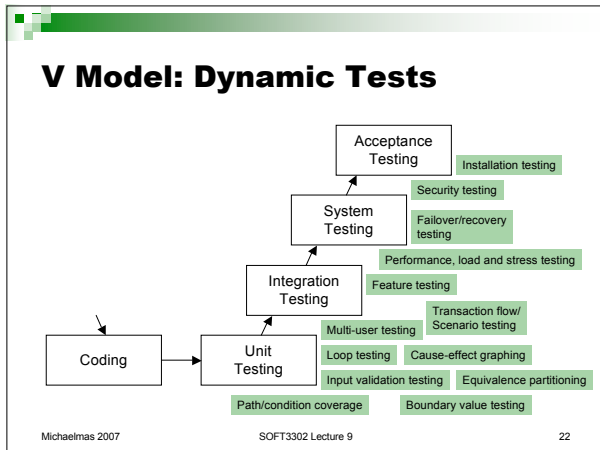 V Model: Dynamic Tests
Acceptance
Testing
Installation testing
Security testing
System
Testing
Failover/recovery
testing
Performance, load and stress testing
Integration
Testing
Feature testing
Transaction flow/
Scenario testing
Multi-user testing
Coding
Unit
Testing
Loop testing
Cause-effect graphing
Input validation testing
Equivalence partitioning
Path/condition coverage
Boundary value testing
Michaelmas 2007
SOFT3302 Lecture 9
22